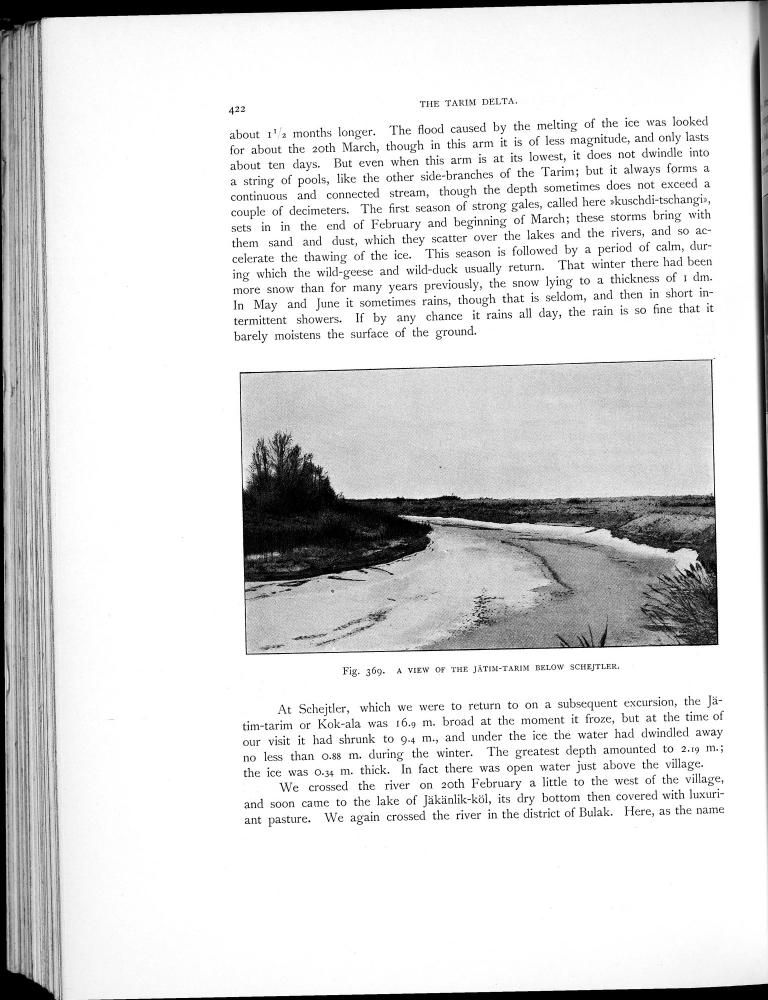 422
THE TARIM DELTA.
about 1 1/2 months longer. The flood caused by the melting of the ice was looked
for about the 20th March, though in this arm it is of less magnitude, and only lasts
about ten days. But even when this arm is at its lowest, it does not dwindle into
a string of pools, like the other side-branches of the Tarim; but it always forms a
continuous and connected stream, though the depth sometimes does not exceed a
couple of decimeters. The first season of strong gales, called here »kuschdi-tschangi»,
sets in in the end of February and beginning of March; these storms bring with
them sand and dust, which they scatter over the lakes and the rivers, and so ac-
celerate the thawing of the ice. This season is followed by a period of calm, dur-
ing which the wild-geese and wild-duck usually return. That winter there had been
more snow than for many years previously, the snow lying to a thickness of 1 dm.
In May and June it sometimes rains, though that is seldom, and then in short in-
termittent showers. If by any chance it rains all day, the rain is so fine that it
barely moistens the surface of the ground.
Fig. 369. A VIEW OF THE JÄTIM-TARIM BELOW SCHEJTLER.
At Schejtler, which we were to return to on a subsequent excursion, the Jä-
tim-tarim or Kok-ala was 16.9 m. broad at the moment it froze, but at the time of
our visit it had shrunk to 9.4 m., and under the ice the water had dwindled away
no less than 0.88 m. during the winter. The greatest depth amounted to 2.19 m.;
the ice was 0.34 m. thick. In fact there was open water just above the village.
We crossed the river on 20th February a little to the west of the village,
and soon came to the lake of Jäkänlik-köl, its dry bottom then covered with luxuri-
ant pasture. We again crossed the river in the district of Bulak. Here, as the name